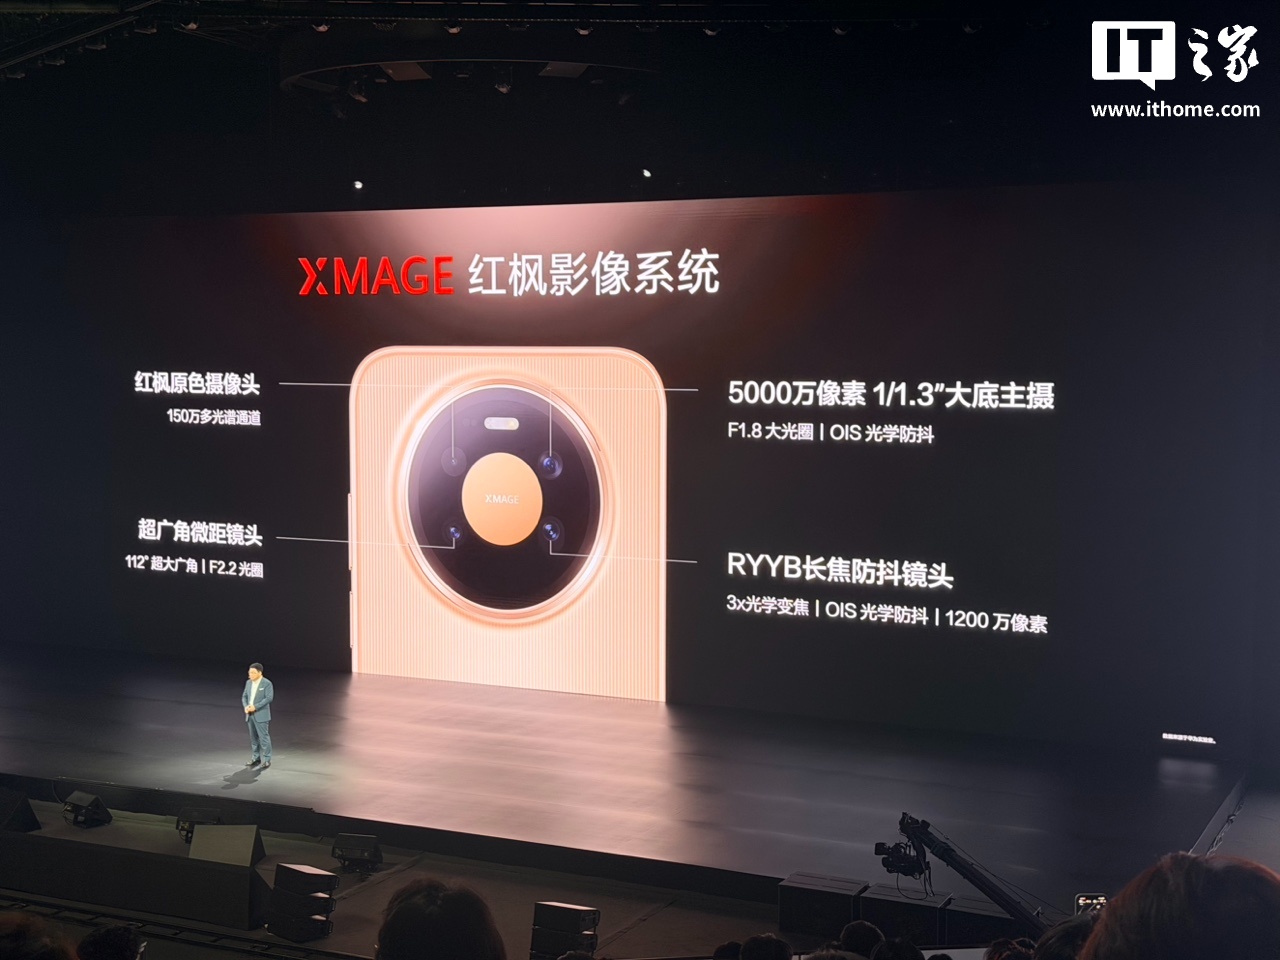 IT之家
www.ithome.com
XMAGE 红枫影像系统
红枫原色摄像头
150万多光谱通道
5000万像素 1/1.3"大底主摄
F1.8 大光圈 | OIS 光学防抖
XMAGE
超广角微距镜头
112° 超大广角 | F2.2 光圈
RYYB长焦防抖镜头
3x光学变焦 | OIS 光学防抖 | 1200 万像素